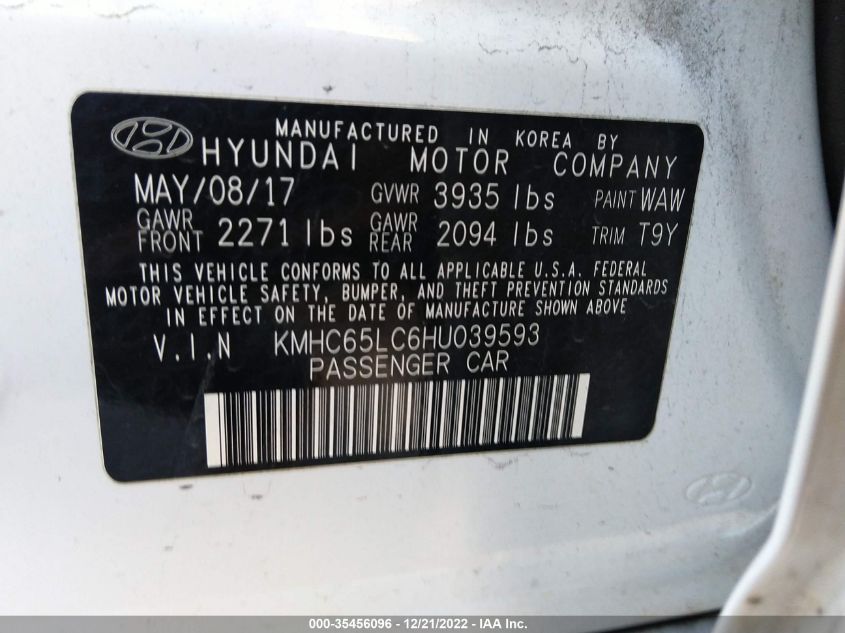 MANUFACTURED IN KOREA BY
HYUNDAI MOTOR COMPANY
MAY/08/17 GVWR 3935 lbs PAINT WAW
GAWR FRONT 2271 lbs GAWR REAR 2094 lbs TRIM T9Y
THIS VEHICLE CONFORMS TO ALL APPLICABLE U.S.A. FEDERAL
MOTOR VEHICLE SAFETY, BUMPER, AND THEFT PREVENTION STANDARDS
IN EFFECT ON THE DATE OF MANUFACTURE SHOWN ABOVE
V.I.N KMHC65LC6HU039593
PASSENGER CAR
000-35456096 - 12/21/2022 - IAA Inc.